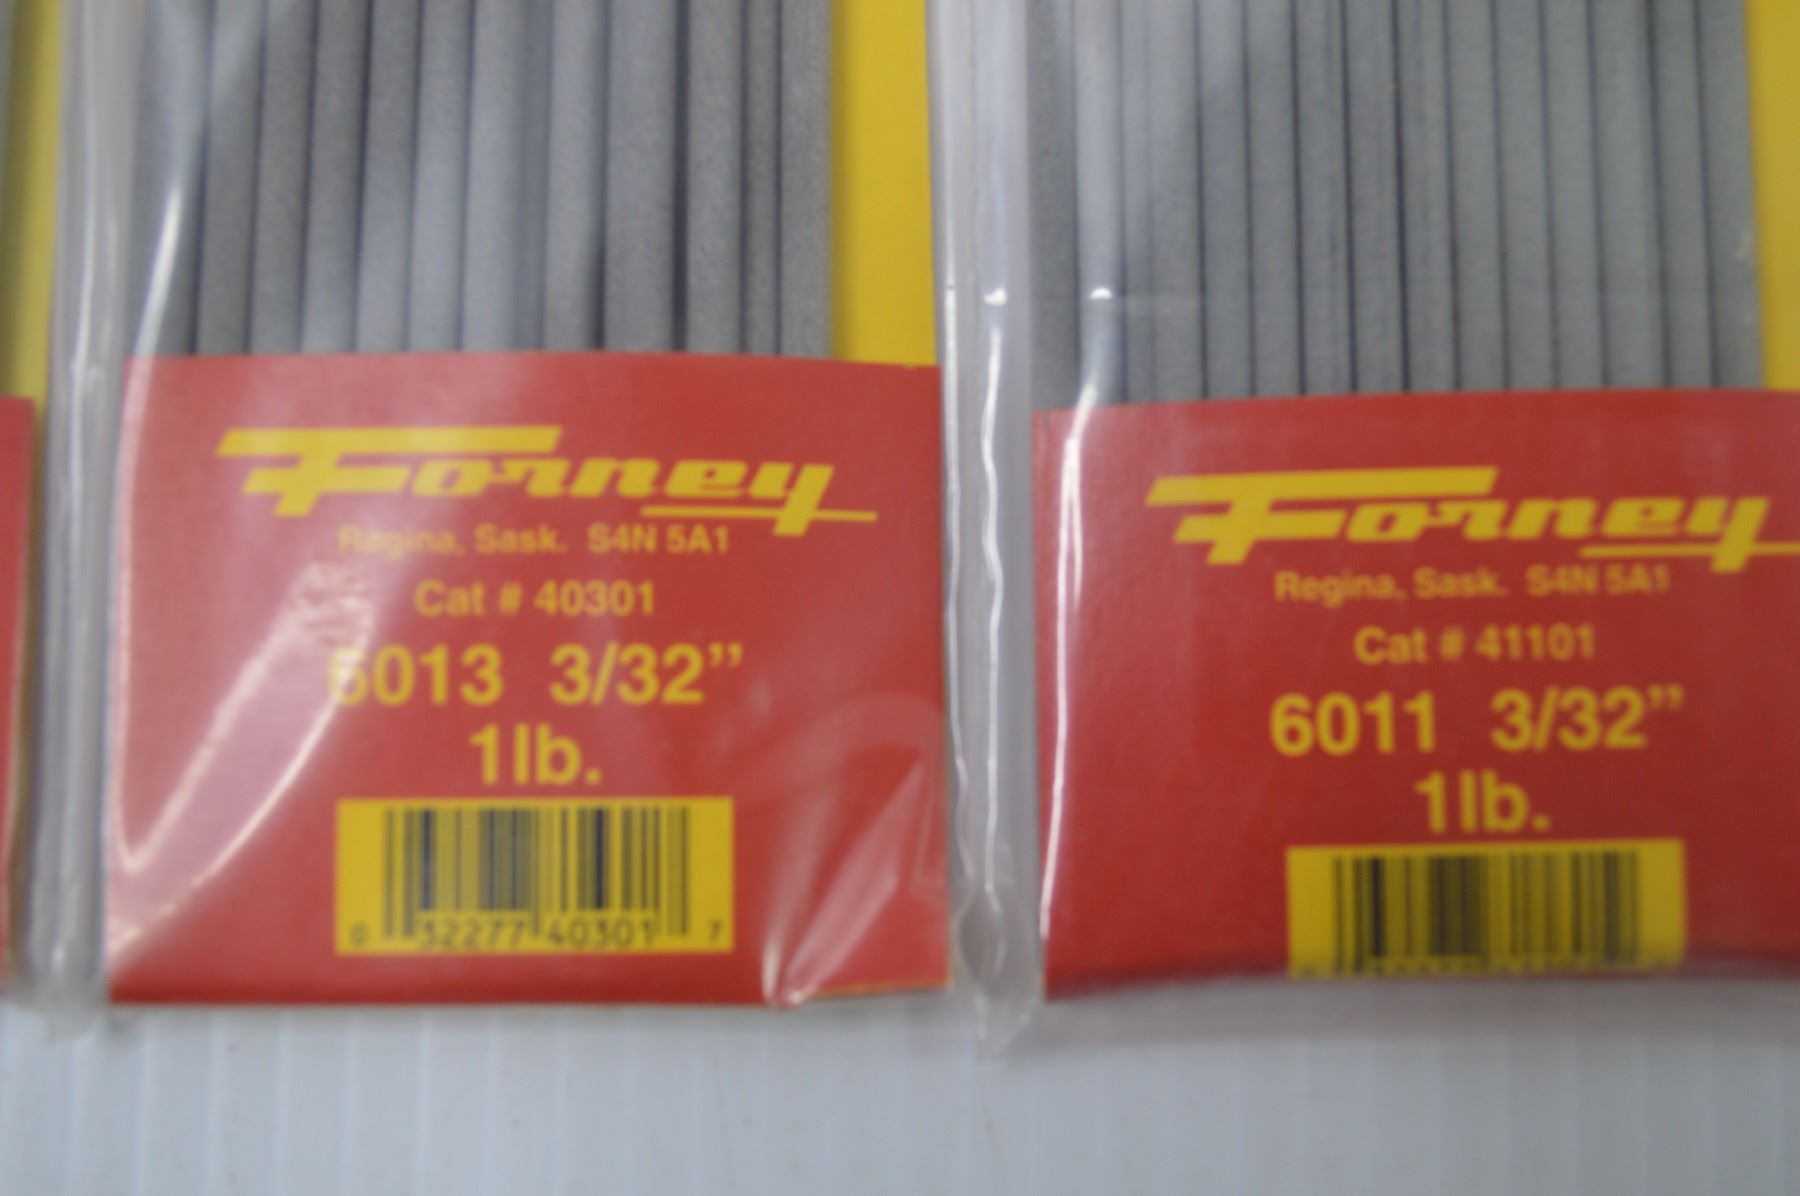 Forney
Regina, Sask. S4N 5A1
Cat # 40301
6013 3/32”
1lb.
0 32277 40301 7
Forney
Regina, Sask. S4N 5A1
Cat # 41101
6011 3/32”
1lb.